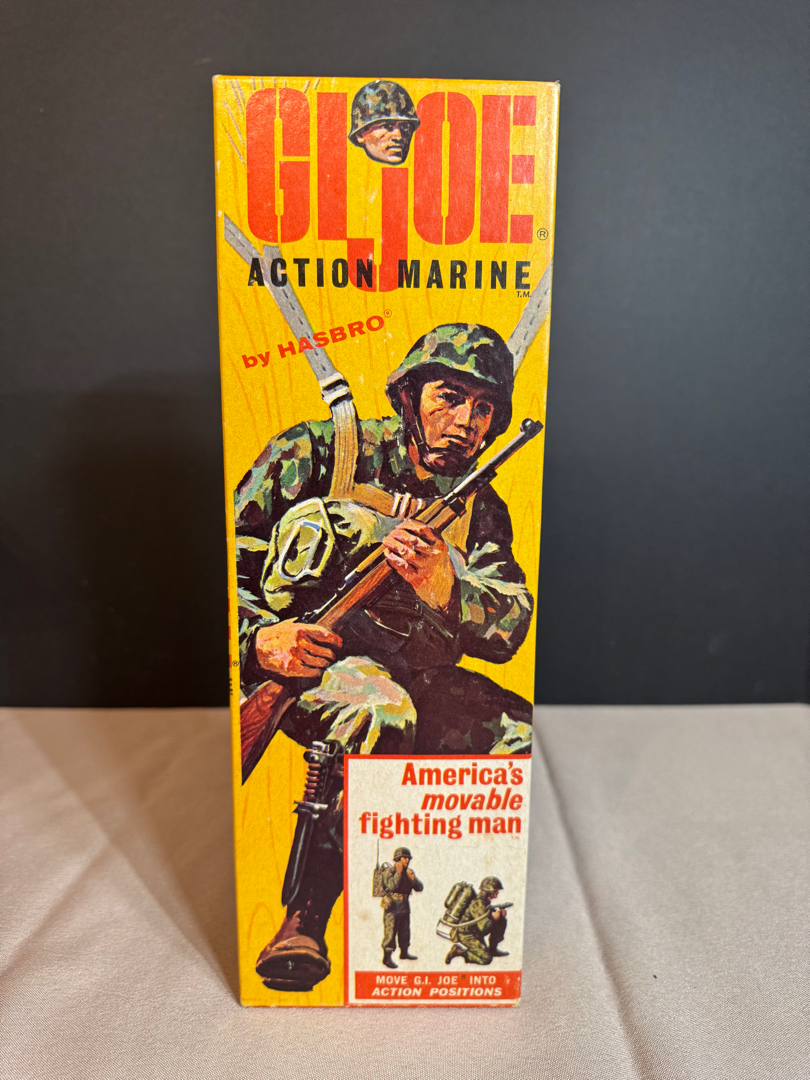 GI JOE®
ACTION MARINE
T.M.
by HASBRO®
America's
movable
fighting man
MOVE G.I. JOE® INTO
ACTION POSITIONS